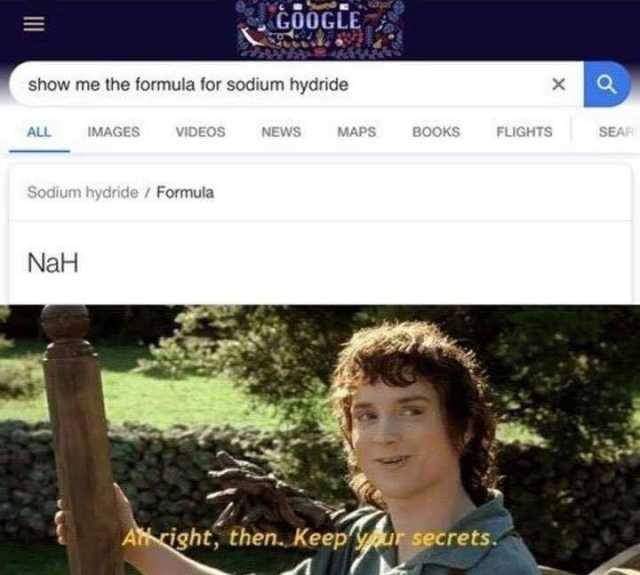 GOOGLE
show me the formula for sodium hydride
ALL IMAGES VIDEOS NEWS MAPS BOOKS FLIGHTS SEAR
Sodium hydride / Formula
NaH
All right, then. Keep your secrets.